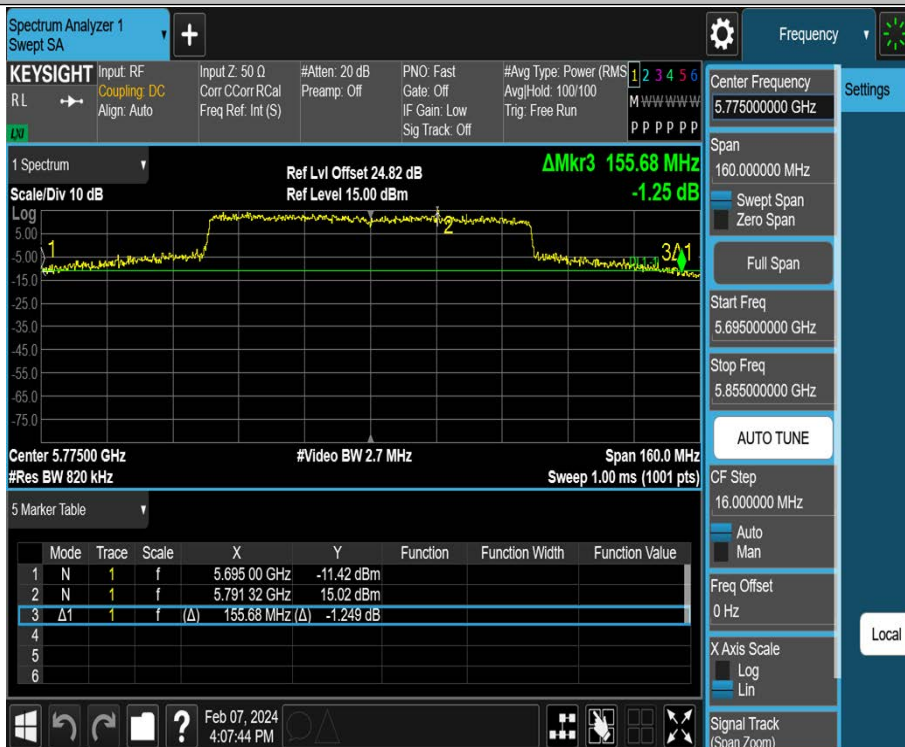 Spectrum Analyzer 1
Swept SA
+
Frequency
KEYSIGHT
RL
LXI
Input: RF
Coupling: DC
Align: Auto
Input Z: 50 Ω
Corr CCorr RCal
Freq Ref: Int (S)
#Atten: 20 dB
Preamp: Off
PNO: Fast
Gate: Off
IF Gain: Low
Sig Track: Off
#Avg Type: Power (RMS
Avg|Hold: 100/100
Trig: Free Run
1 2 3 4 5 6
M W W W W W
P P P P P P
1 Spectrum
Scale/Div 10 dB
Ref Lvl Offset 24.82 dB
Ref Level 15.00 dBm
ΔMkr3 155.68 MHz
-1.25 dB
Log
5.00
-5.00
-15.0
-25.0
-35.0
-45.0
-55.0
-65.0
-75.0
1
2
3Δ1
Center 5.77500 GHz
#Video BW 2.7 MHz
Span 160.0 MHz
#Res BW 820 kHz
Sweep 1.00 ms (1001 pts)
5 Marker Table
Mode Trace Scale X Y Function Function Width Function Value
1 N 1 f 5.695 00 GHz -11.42 dBm
2 N 1 f 5.791 32 GHz 15.02 dBm
3 Δ1 1 f (Δ) 155.68 MHz (Δ) -1.249 dB
4
5
6
?
Feb 07, 2024
4:07:44 PM
Center Frequency
5.775000000 GHz
Settings
Span
160.000000 MHz
Swept Span
Zero Span
Full Span
Start Freq
5.695000000 GHz
Stop Freq
5.855000000 GHz
AUTO TUNE
CF Step
16.000000 MHz
Auto
Man
Freq Offset
0 Hz
Local
X Axis Scale
Log
Lin
Signal Track
(Span Zoom)